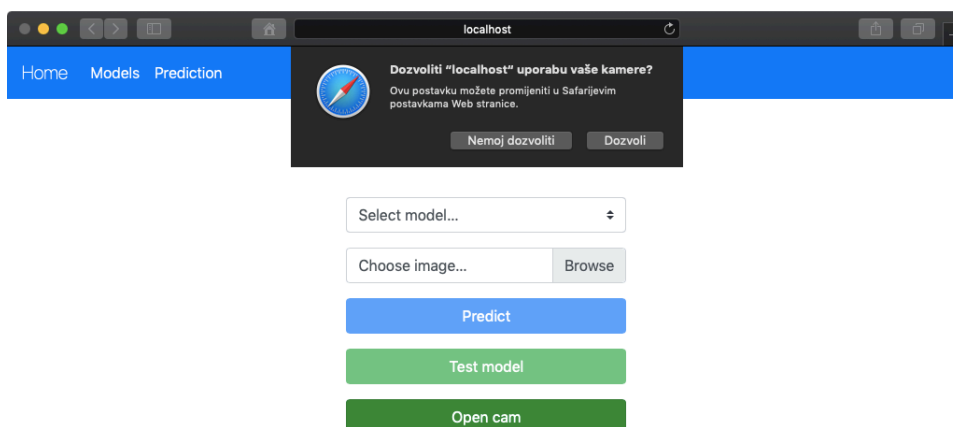 localhost
Home Models Prediction
Dozvoliti “localhost“ uporabu vaše kamere?
Ovu postavku možete promijeniti u Safarijevim
postavkama Web stranice.
Nemoj dozvoliti Dozvoli
Select model...
Choose image... Browse
Predict
Test model
Open cam